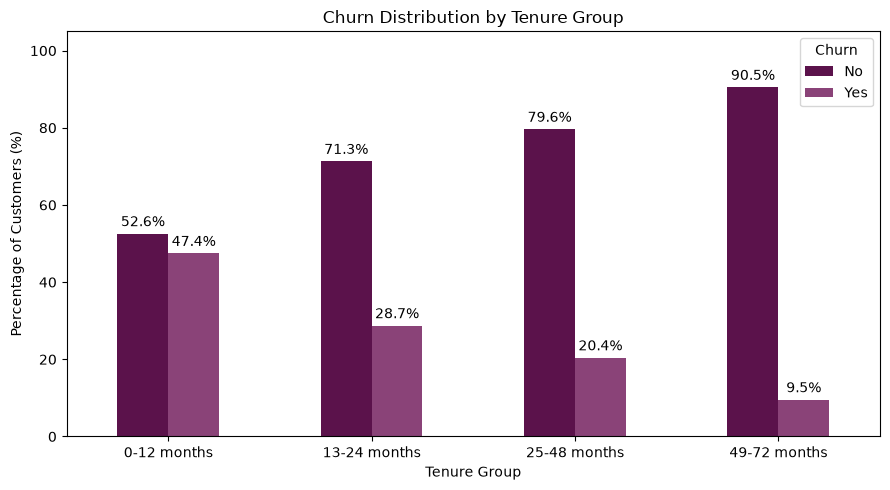 Churn Distribution by Tenure Group
Churn
No
Yes
Percentage of Customers (%)
100
80
60
40
20
0
52.6%
47.4%
71.3%
28.7%
79.6%
20.4%
90.5%
9.5%
0-12 months
13-24 months
25-48 months
49-72 months
Tenure Group